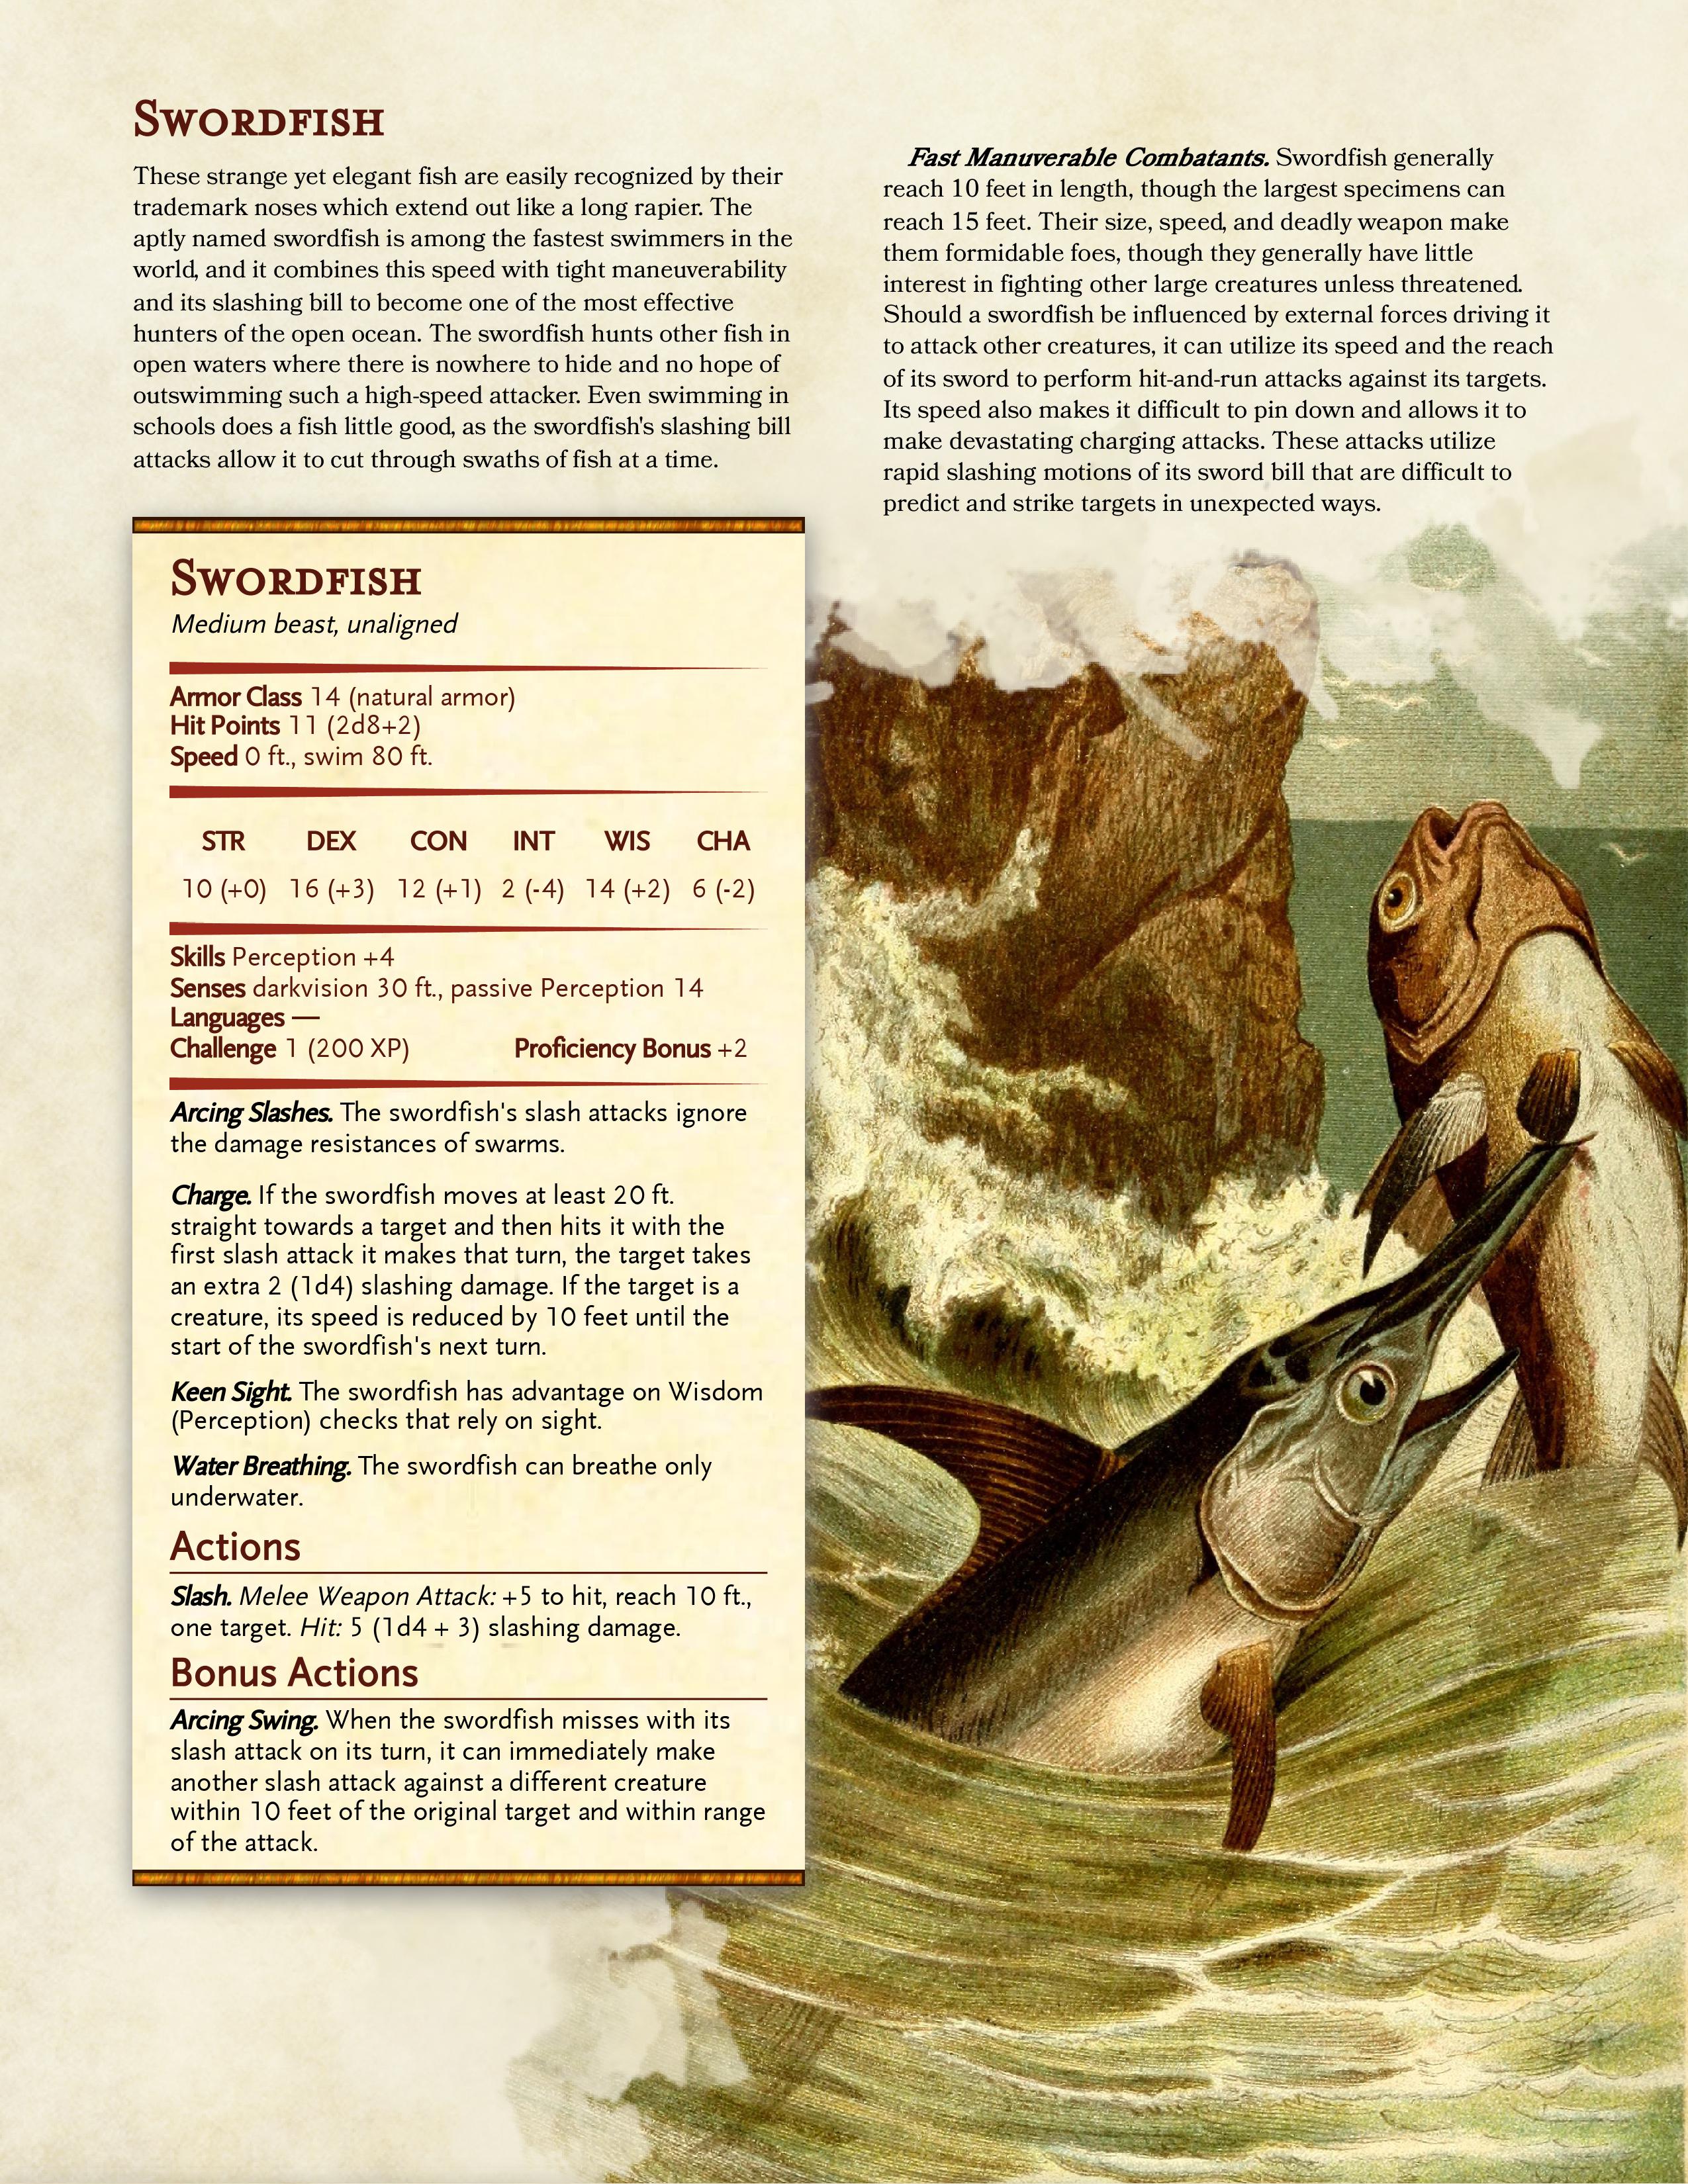 Swordfish
These strange yet elegant fish are easily recognized by their
trademark noses which extend out like a long rapier. The
aptly named swordfish is among the fastest swimmers in the
world, and it combines this speed with tight maneuverability
and its slashing bill to become one of the most effective
hunters of the open ocean. The swordfish hunts other fish in
open waters where there is nowhere to hide and no hope of
outswimming such a high-speed attacker. Even swimming in
schools does a fish little good, as the swordfish's slashing bill
attacks allow it to cut through swaths of fish at a time.
Fast Manuverable Combatants. Swordfish generally
reach 10 feet in length, though the largest specimens can
reach 15 feet. Their size, speed, and deadly weapon make
them formidable foes, though they generally have little
interest in fighting other large creatures unless threatened.
Should a swordfish be influenced by external forces driving it
to attack other creatures, it can utilize its speed and the reach
of its sword to perform hit-and-run attacks against its targets.
Its speed also makes it difficult to pin down and allows it to
make devastating charging attacks. These attacks utilize
rapid slashing motions of its sword bill that are difficult to
predict and strike targets in unexpected ways.
Swordfish
Medium beast, unaligned
Armor Class 14 (natural armor)
Hit Points 11 (2d8+2)
Speed 0 ft., swim 80 ft.
STR DEX CON INT WIS CHA
10 (+0) 16 (+3) 12 (+1) 2 (-4) 14 (+2) 6 (-2)
Skills Perception +4
Senses darkvision 30 ft., passive Perception 14
Languages —
Challenge 1 (200 XP) Proficiency Bonus +2
Arcing Slashes. The swordfish's slash attacks ignore
the damage resistances of swarms.
Charge. If the swordfish moves at least 20 ft.
straight towards a target and then hits it with the
first slash attack it makes that turn, the target takes
an extra 2 (1d4) slashing damage. If the target is a
creature, its speed is reduced by 10 feet until the
start of the swordfish's next turn.
Keen Sight. The swordfish has advantage on Wisdom
(Perception) checks that rely on sight.
Water Breathing. The swordfish can breathe only
underwater.
Actions
Slash. Melee Weapon Attack: +5 to hit, reach 10 ft.,
one target. Hit: 5 (1d4 + 3) slashing damage.
Bonus Actions
Arcing Swing. When the swordfish misses with its
slash attack on its turn, it can immediately make
another slash attack against a different creature
within 10 feet of the original target and within range
of the attack.